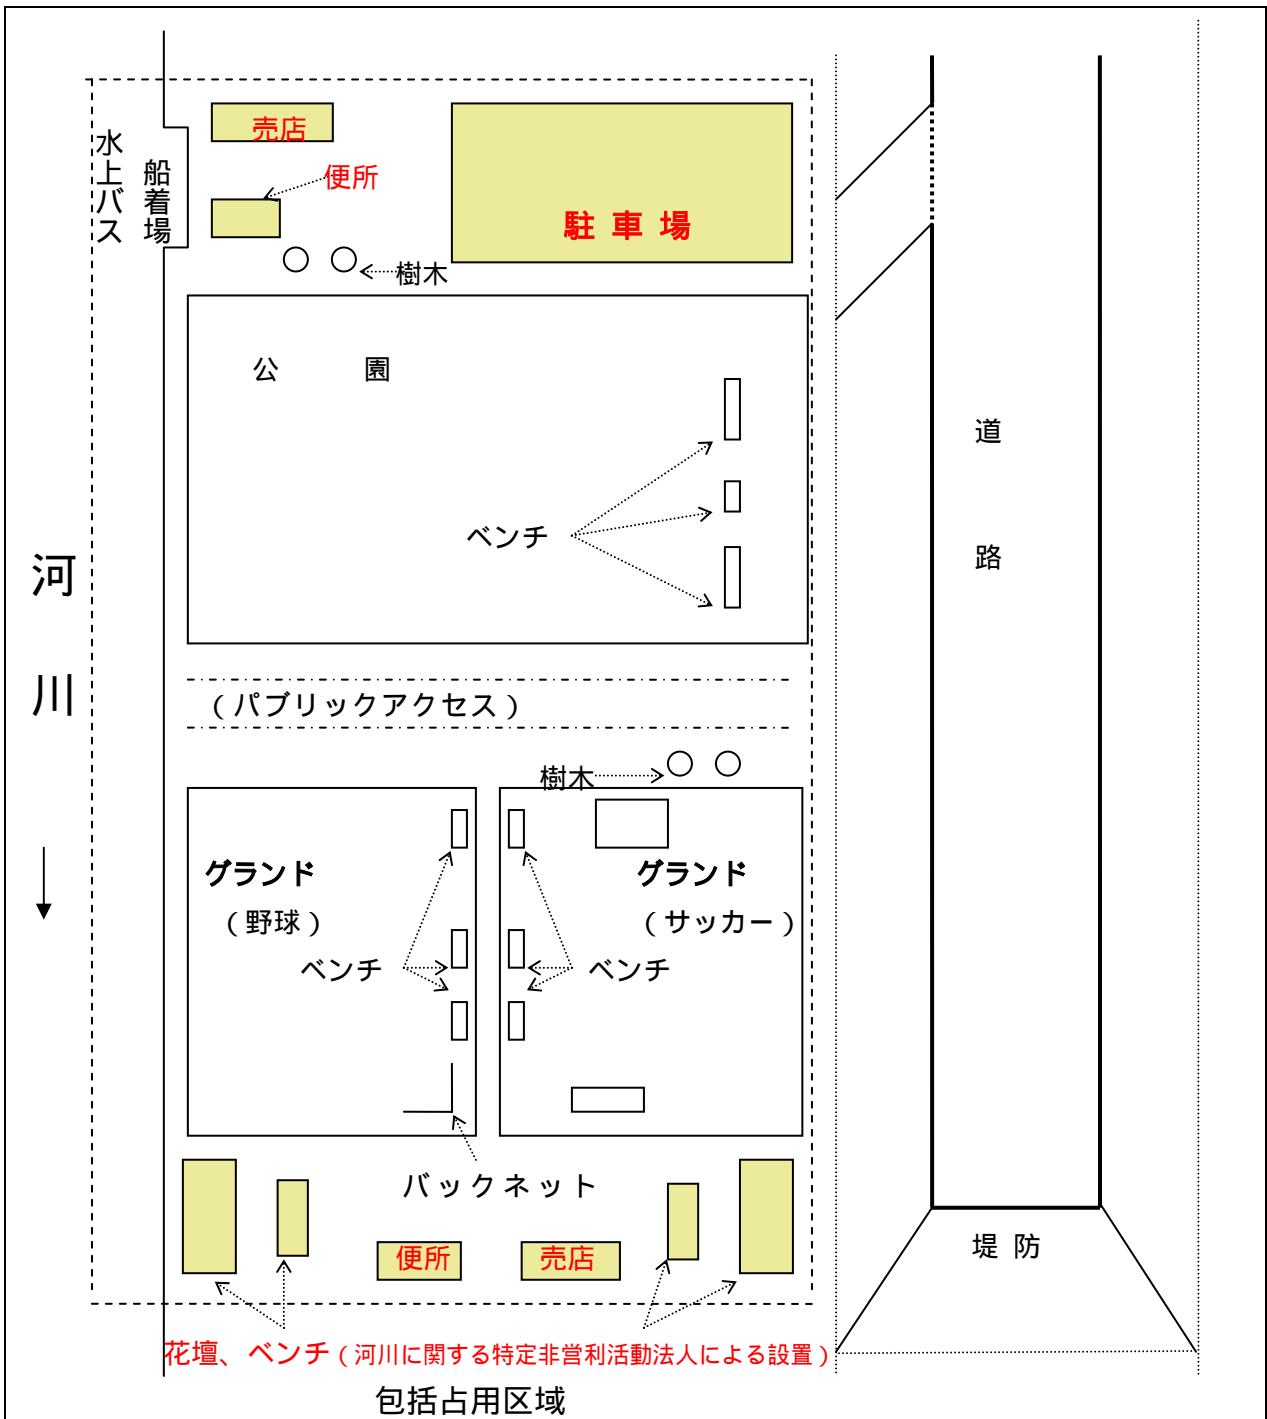 売店
水上バス
船着場
便所
駐 車 場
樹木
公　園
道路
ベンチ
河川
（パブリックアクセス）
樹木
グランド
（野球）
グランド
（サッカー）
ベンチ
ベンチ
バックネット
便所
売店
堤 防
花壇、ベンチ（河川に関する特定非営利活動法人による設置）
包括占用区域